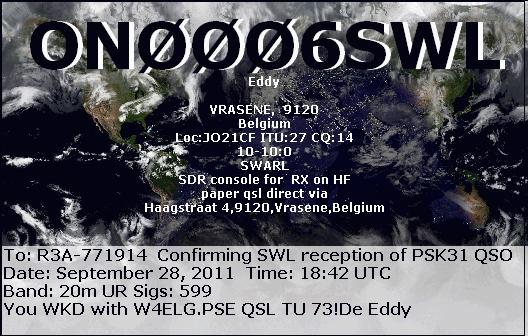 ONØØØ6SWL
Eddy
VRASENE, 9120
Belgium
Loc:JO21CF ITU:27 CQ:14
10-10:0
SWARL
SDR console for RX on HF
paper qsl direct via
Haagstraat 4,9120,Vrasene,Belgium
To: R3A-771914 Confirming SWL reception of PSK31 QSO
Date: September 28, 2011 Time: 18:42 UTC
Band: 20m UR Sigs: 599
You WKD with W4ELG.PSE QSL TU 73!De Eddy